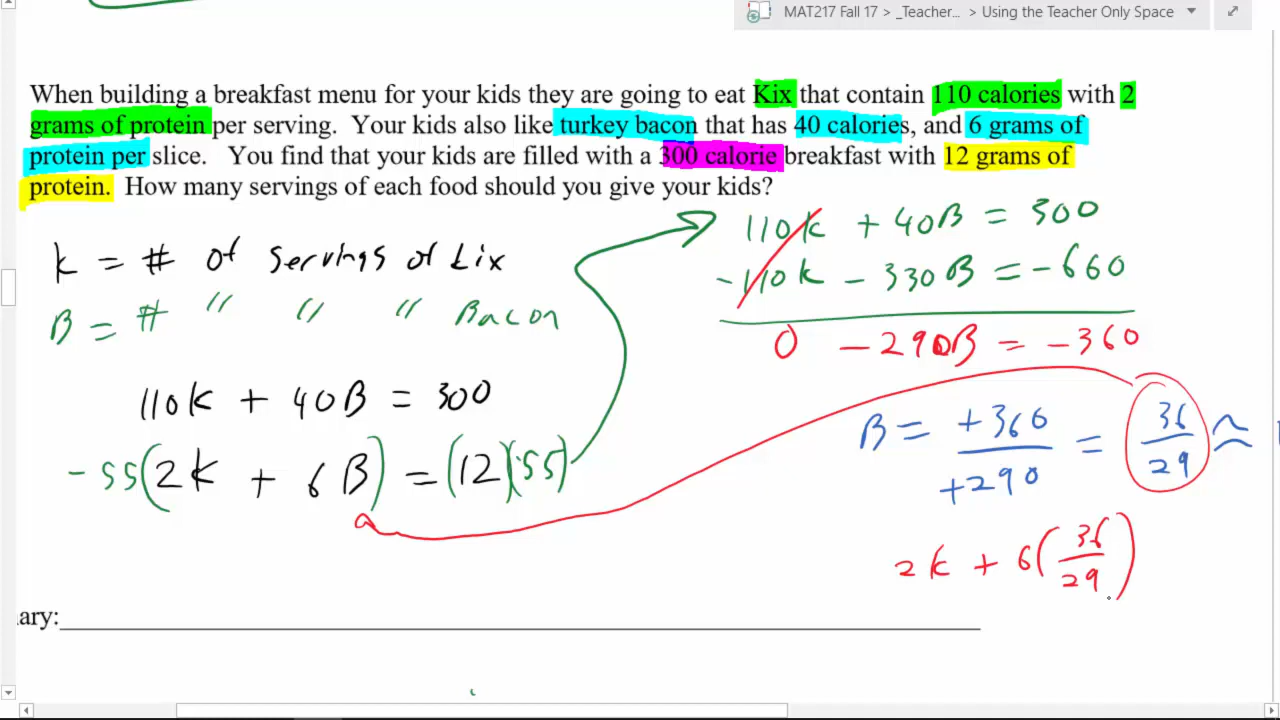 MAT217 Fall 17 > _Teacher... > Using the Teacher Only Space
When building a breakfast menu for your kids they are going to eat Kix that contain 110 calories with 2
grams of protein per serving. Your kids also like turkey bacon that has 40 calories, and 6 grams of
protein per slice. You find that your kids are filled with a 300 calorie breakfast with 12 grams of
protein. How many servings of each food should you give your kids?
K = # of servings of Kix
B = # " " " Bacon
110K + 40B = 300
-55(2K + 6B) = (12)(-55)
110K + 40B = 300
-110K - 330B = -660
0 - 290B = -360
B = +360/+290 = 36/29 ≈
2K + 6(36/29)
ary: